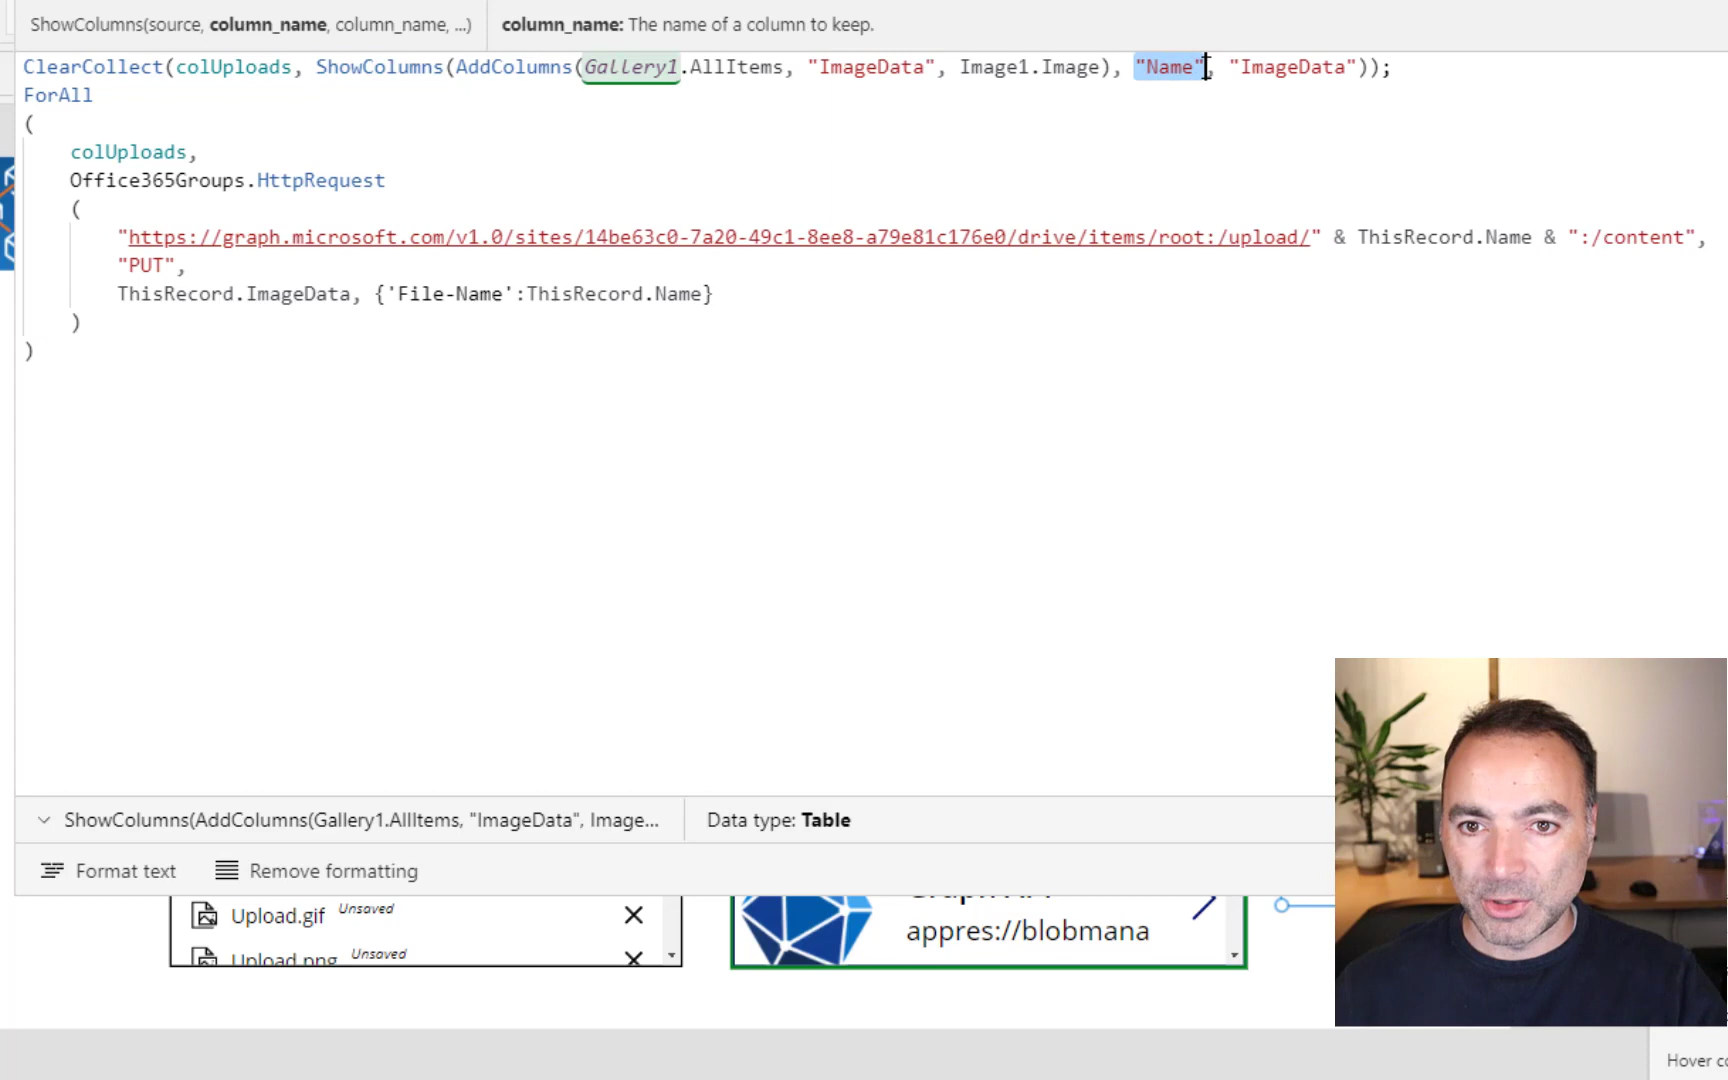 ShowColumns(source, column_name, column_name, ...)
column_name: The name of a column to keep.
ClearCollect(colUploads, ShowColumns(AddColumns(Gallery1.AllItems, "ImageData", Image1.Image), "Name", "ImageData"));
ForAll
(
colUploads,
Office365Groups.HttpRequest
(
"https://graph.microsoft.com/v1.0/sites/14be63c0-7a20-49c1-8ee8-a79e81c176e0/drive/items/root:/upload/" & ThisRecord.Name & ":/content",
"PUT",
ThisRecord.ImageData, {'File-Name':ThisRecord.Name}
)
)
ShowColumns(AddColumns(Gallery1.AllItems, "ImageData", Image...
Data type: Table
Format text
Remove formatting
Upload.gif Unsaved
Upload.png Unsaved
appres://blobmana
Hover